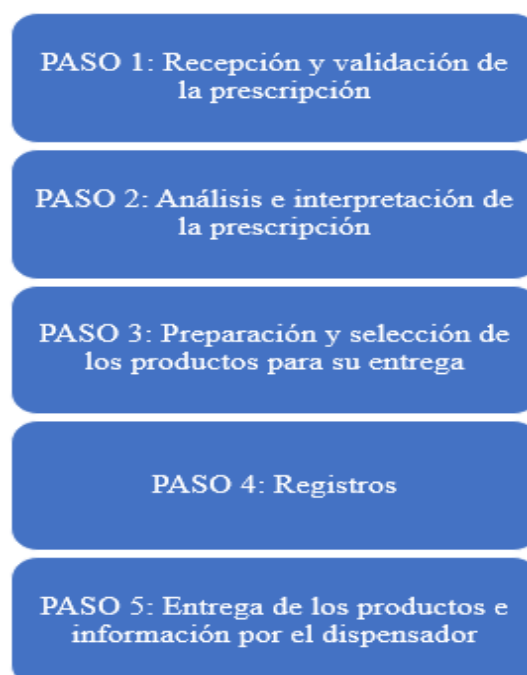 PASO 1: Recepción y validación de
la prescripción
PASO 2: Análisis e interpretación de
la prescripción
PASO 3: Preparación y selección de
los productos para su entrega
PASO 4: Registros
PASO 5: Entrega de los productos e
información por el dispensador